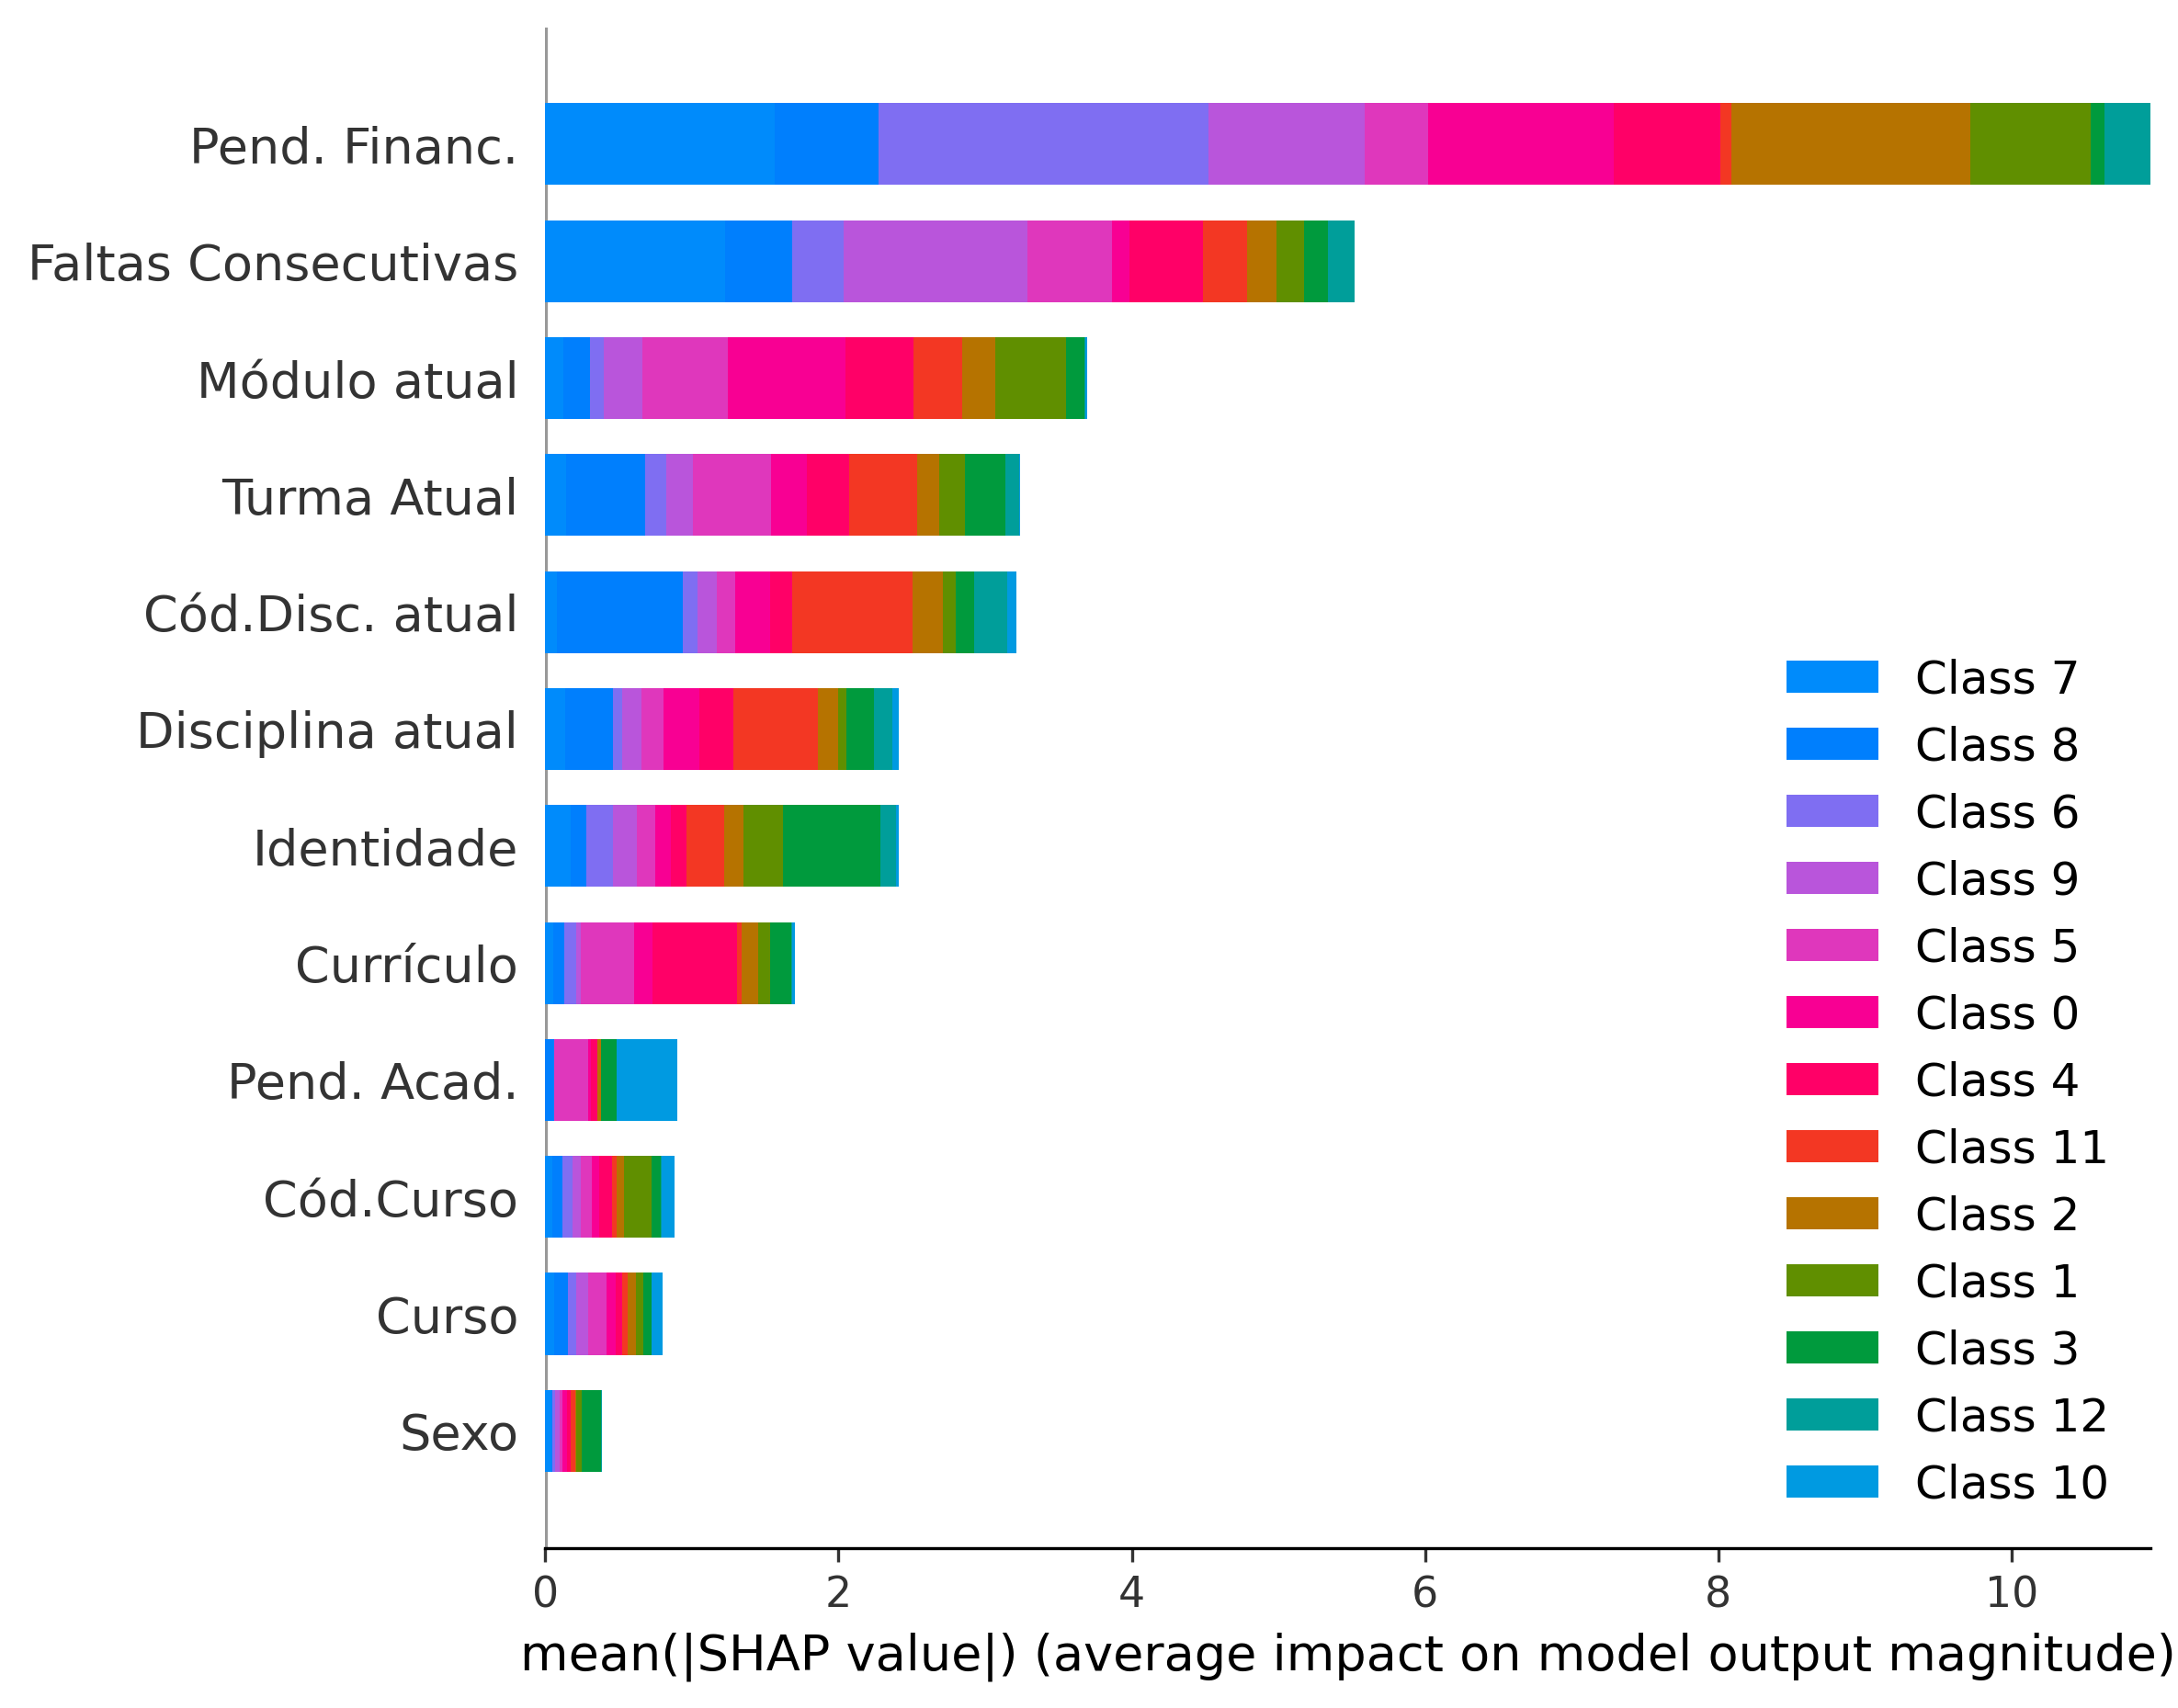 Pend. Financ.
Faltas Consecutivas
Módulo atual
Turma Atual
Cód.Disc. atual
Disciplina atual
Identidade
Currículo
Pend. Acad.
Cód.Curso
Curso
Sexo
Class 7
Class 8
Class 6
Class 9
Class 5
Class 0
Class 4
Class 11
Class 2
Class 1
Class 3
Class 12
Class 10
0 2 4 6 8 10
mean(|SHAP value|) (average impact on model output magnitude)